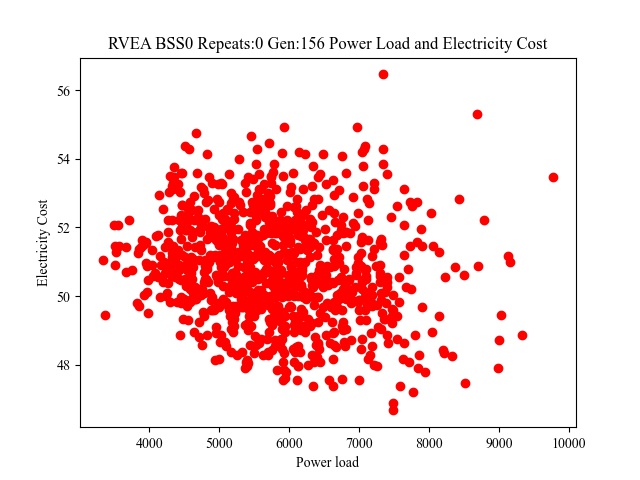 RVEA BSS0 Repeats:0 Gen:156 Power Load and Electricity Cost
56
54
52
50
48
Electricity Cost
4000 5000 6000 7000 8000 9000 10000
Power load